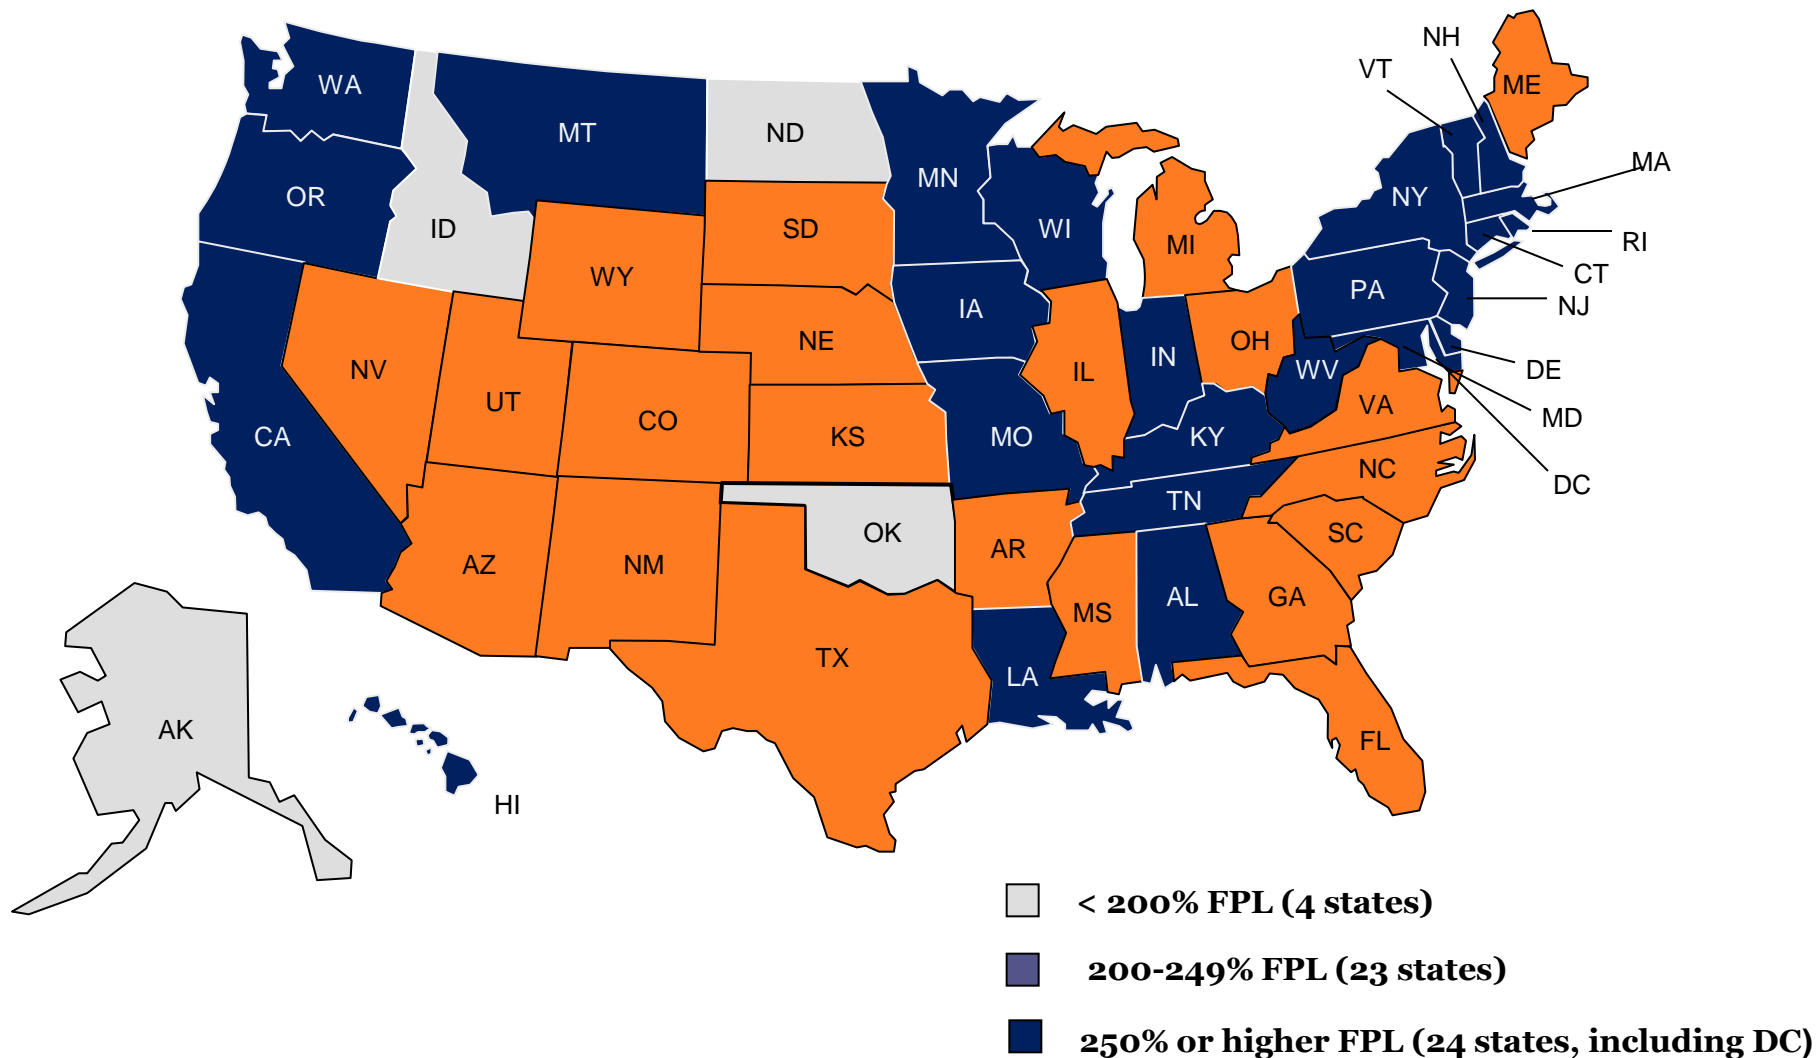 NH
VT
ME
WA
MT
ND
MN
MA
OR
ID
SD
WI
NY
MI
RI
WY
CT
PA
NJ
IA
NE
OH
IN
WV
DE
NV
IL
UT
VA
MD
CO
KS
CA
MO
KY
NC
DC
TN
OK
SC
AR
AZ
NM
AL
GA
MS
TX
LA
AK
FL
HI
< 200% FPL (4 states)
200-249% FPL (23 states)
250% or higher FPL (24 states, including DC)